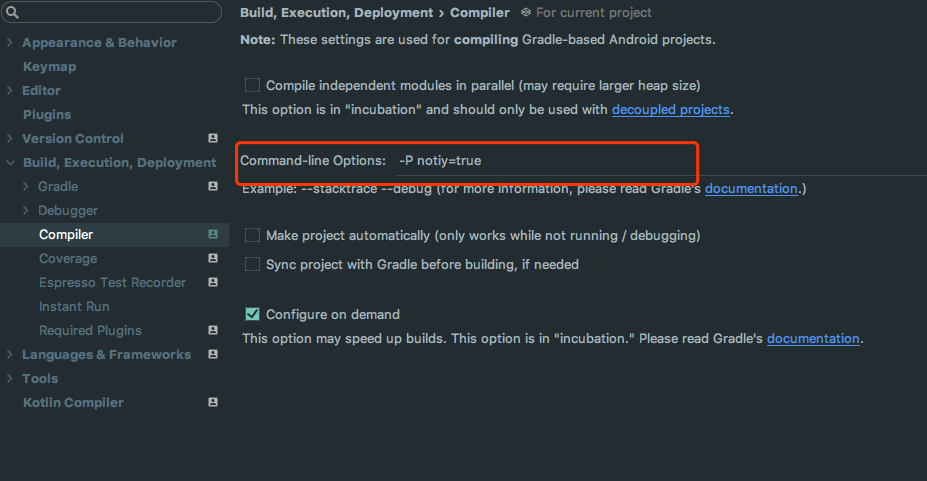 Build, Execution, Deployment › Compiler For current project
Appearance & Behavior
Keymap
Editor
Plugins
Version Control
Build, Execution, Deployment
Gradle
Debugger
Compiler
Coverage
Espresso Test Recorder
Instant Run
Required Plugins
Languages & Frameworks
Tools
Kotlin Compiler
Note: These settings are used for compiling Gradle-based Android projects.
Compile independent modules in parallel (may require larger heap size)
This option is in "incubation" and should only be used with decoupled projects.
Command-line Options: -P notiy=true
Example: --stacktrace --debug (for more information, please read Gradle's documentation.)
Make project automatically (only works while not running / debugging)
Sync project with Gradle before building, if needed
Configure on demand
This option may speed up builds. This option is in "incubation." Please read Gradle's documentation.